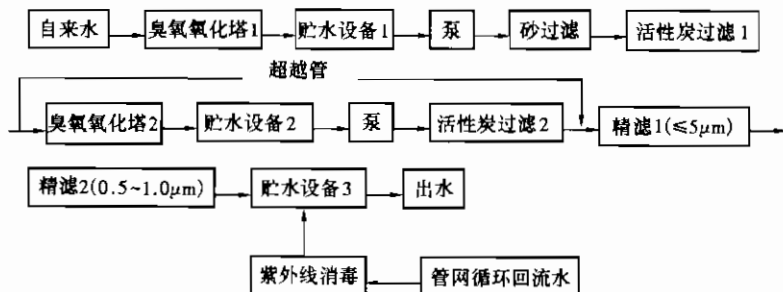 自来水 臭氧氧化塔1 贮水设备1 泵 砂过滤 活性炭过滤1
超越管
臭氧氧化塔2 贮水设备2 泵 活性炭过滤2 精滤1(≤5μm)
精滤2(0.5~1.0μm) 贮水设备3 出水
紫外线消毒 管网循环回流水